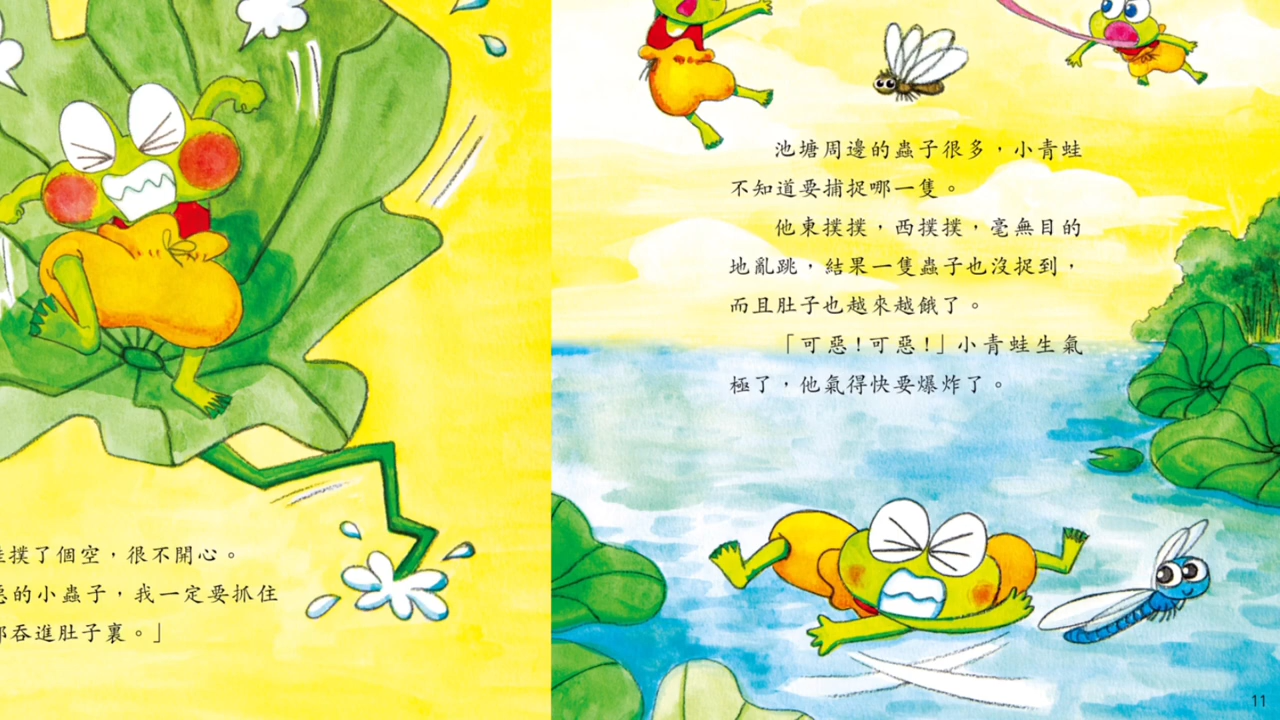 撲了個空，很不開心。
的小蟲子，我一定要抓住
吞進肚子裏。」
池塘周邊的蟲子很多，小青蛙
不知道要捕捉哪一隻。
他東撲撲，西撲撲，毫無目的
地亂跳，結果一隻蟲子也沒捉到，
而且肚子也越來越餓了。
「可惡！可惡！」小青蛙生氣
極了，他氣得快要爆炸了。
11